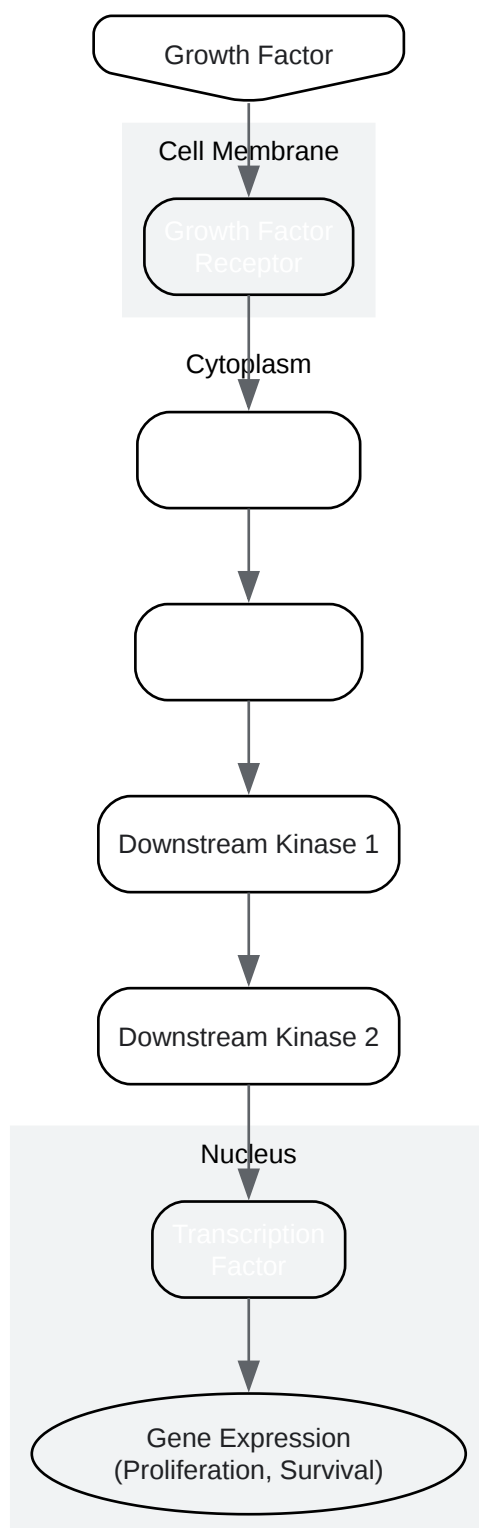 Growth Factor
Cell Membrane
Growth Factor
Receptor
Cytoplasm
Downstream Kinase 1
Downstream Kinase 2
Nucleus
Transcription
Factor
Gene Expression
(Proliferation, Survival)